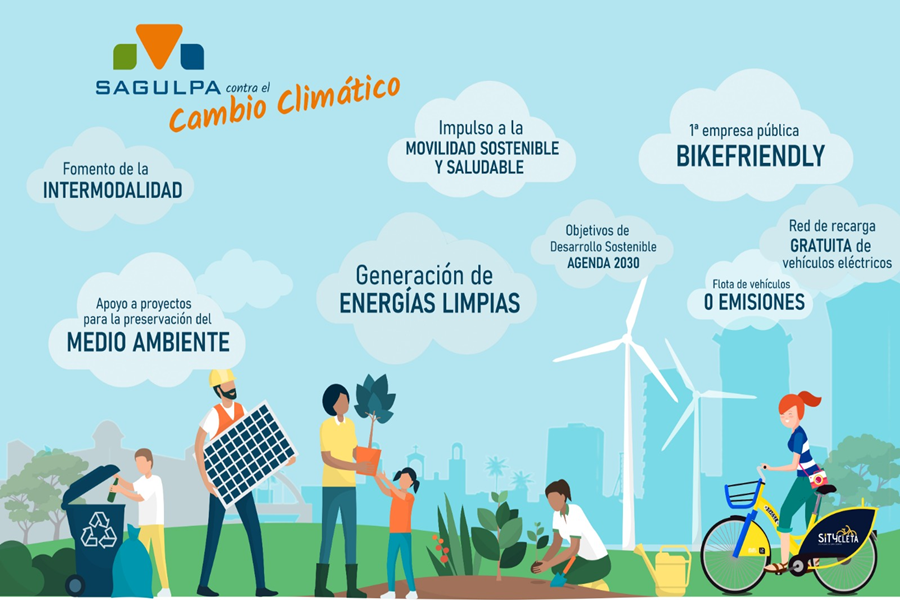 SAGULPA contra el
Cambio Climático
Fomento de la
INTERMODALIDAD
Impulso a la
MOVILIDAD SOSTENIBLE
Y SALUDABLE
1ª empresa pública
BIKEFRIENDLY
Objetivos de
Desarrollo Sostenible
AGENDA 2030
Red de recarga
GRATUITA de
vehículos eléctricos
Flota de vehículos
0 EMISIONES
Generación de
ENERGÍAS LIMPIAS
Apoyo a proyectos
para la preservación del
MEDIO AMBIENTE
SITYCLETA